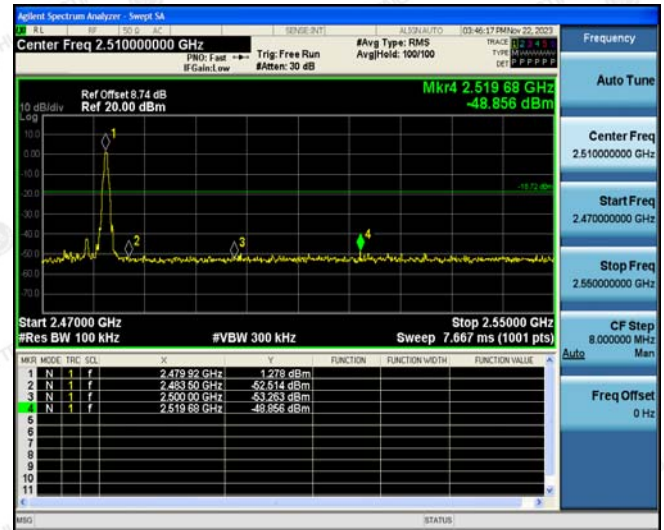 Agilent Spectrum Analyzer - Swept SA
RL RF 50 Ω AC SENSE:INT ALIGN AUTO 03:46:17 PM Nov 22, 2023
Center Freq 2.510000000 GHz
PNO: Fast Trig: Free Run
IFGain:Low #Atten: 30 dB
#Avg Type: RMS
Avg|Hold: 100/100
TRACE 1 2 3 4 5 6
TYPE
DET P P P P P P
Frequency
Mkr4 2.519 68 GHz
-48.856 dBm
Ref Offset 8.74 dB
10 dB/div Ref 20.00 dBm
Log
10.0
0.00
-10.0
-20.0
-30.0
-40.0
-50.0
-60.0
-70.0
1
2
3
4
-18.72 dBm
Start 2.47000 GHz Stop 2.55000 GHz
#Res BW 100 kHz #VBW 300 kHz Sweep 7.667 ms (1001 pts)
MKR MODE TRC SCL X Y FUNCTION FUNCTION WIDTH FUNCTION VALUE
1 N 1 f 2.479 92 GHz 1.278 dBm
2 N 1 f 2.483 50 GHz -52.514 dBm
3 N 1 f 2.500 00 GHz -53.263 dBm
4 N 1 f 2.519 68 GHz -48.856 dBm
5
6
7
8
9
10
11
MSG STATUS
Auto Tune
Center Freq
2.510000000 GHz
Start Freq
2.470000000 GHz
Stop Freq
2.550000000 GHz
CF Step
8.000000 MHz
Auto Man
Freq Offset
0 Hz